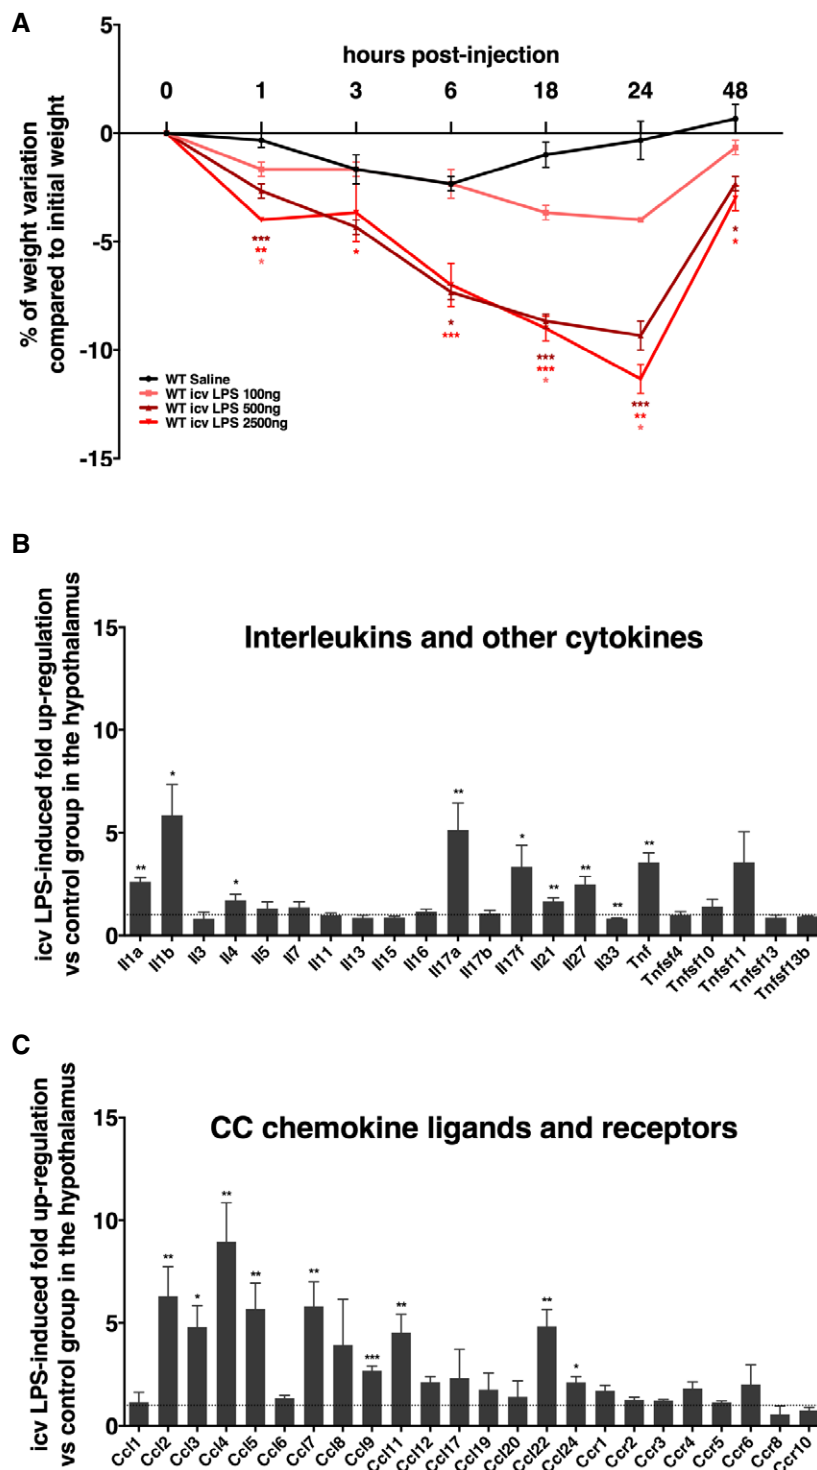 A
5
hours post-injection
0 1 3 6 18 24 48
0
-5
-10
-15
% of weight variation
compared to initial weight
*** * * *** *** *
** *** *** ** *
* * *
WT Saline
WT icv LPS 100ng
WT icv LPS 500ng
WT icv LPS 2500ng
B
Interleukins and other cytokines
icv LPS-induced fold up-regulation
vs control group in the hypothalamus
15
10
5
0
** * * ** * ** ** ** **
Il1a Il1b Il3 Il4 Il5 Il7 Il11 Il13 Il15 Il16 Il17a Il17b Il17f Il21 Il27 Il33 Tnf Tnfsf4 Tnfsf10 Tnfsf11 Tnfsf13 Tnfsf13b
C
CC chemokine ligands and receptors
icv LPS-induced fold up-regulation
vs control group in the hypothalamus
15
10
5
0
** * ** ** ** *** ** ** *
Ccl1 Ccl2 Ccl3 Ccl4 Ccl5 Ccl6 Ccl7 Ccl8 Ccl9 Ccl11 Ccl12 Ccl17 Ccl19 Ccl20 Ccl22 Ccl24 Ccr1 Ccr2 Ccr3 Ccr4 Ccr5 Ccr6 Ccr8 Ccr10